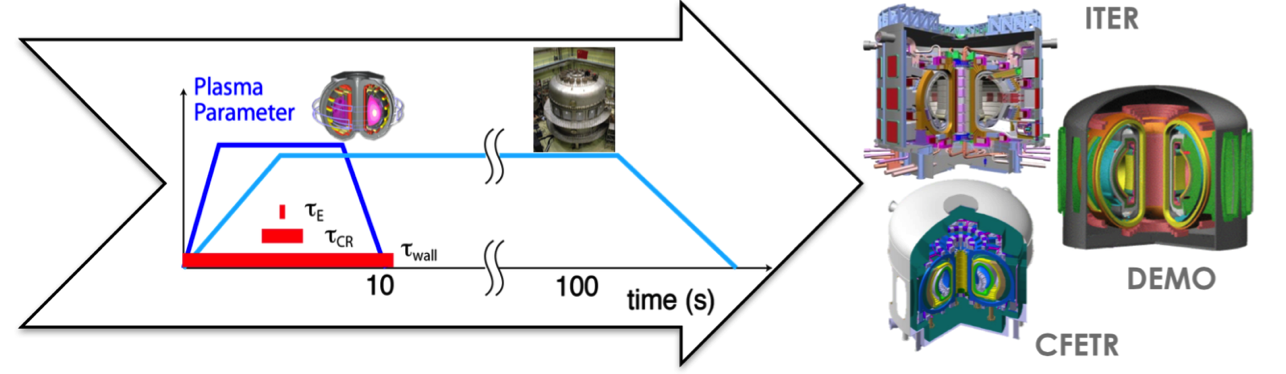 Plasma
Parameter
τE
τCR
τwall
10
100
time (s)
ITER
DEMO
CFETR